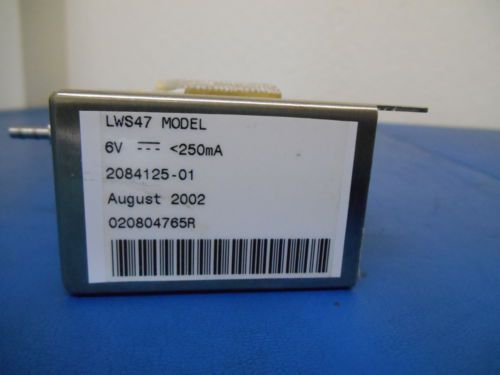 LWS47 MODEL
6V ⎓ <250mA
2084125-01
August 2002
020804765R